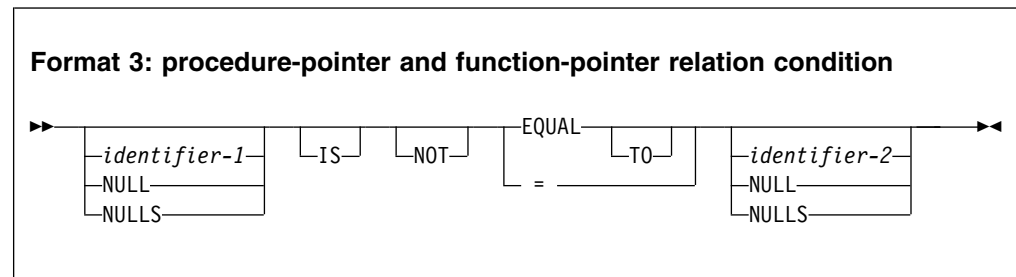 Format 3: procedure-pointer and function-pointer relation condition
EQUAL
identifier-1 IS NOT TO identifier-2
NULL = NULL
NULLS NULLS